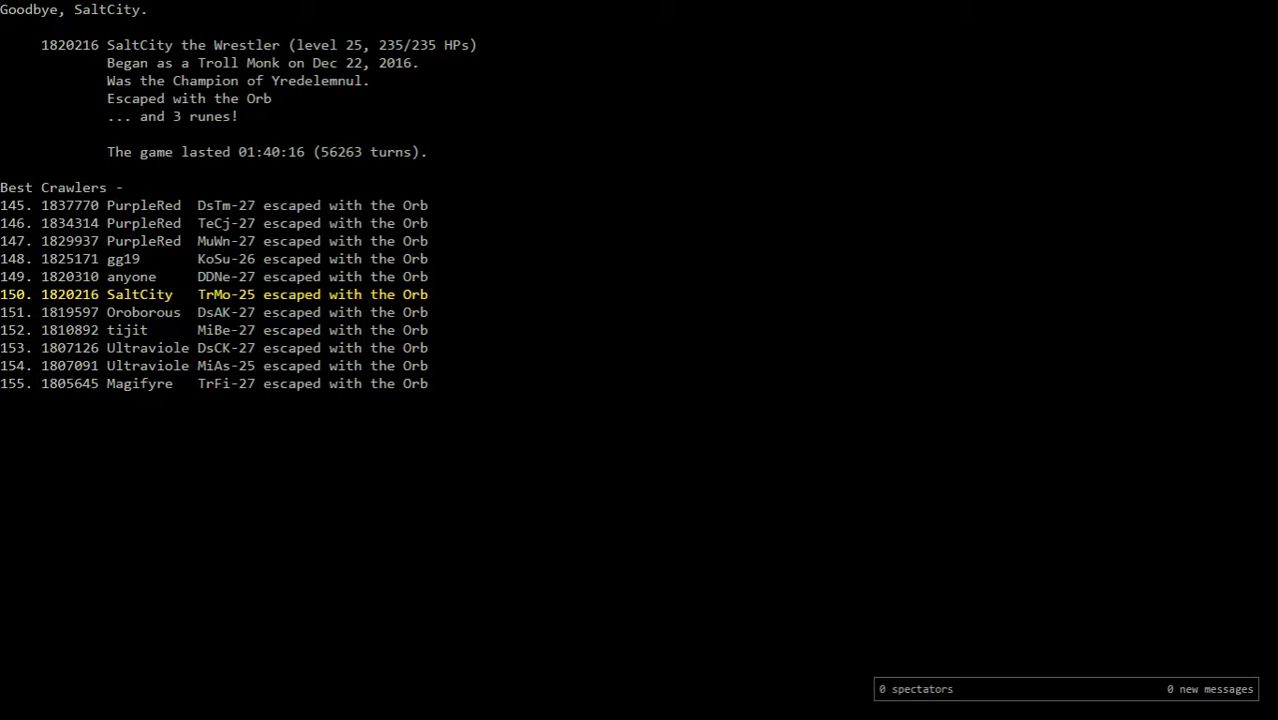 Goodbye, SaltCity.
1820216 SaltCity the Wrestler (level 25, 235/235 HPs)
Began as a Troll Monk on Dec 22, 2016.
Was the Champion of Yredelemnul.
Escaped with the Orb
... and 3 runes!
The game lasted 01:40:16 (56263 turns).
Best Crawlers -
145. 1837770 PurpleRed DsTm-27 escaped with the Orb
146. 1834314 PurpleRed TeCj-27 escaped with the Orb
147. 1829937 PurpleRed MuWn-27 escaped with the Orb
148. 1825171 gg19 KoSu-26 escaped with the Orb
149. 1820310 anyone DDNe-27 escaped with the Orb
150. 1820216 SaltCity TrMo-25 escaped with the Orb
151. 1819597 Oroborous DsAK-27 escaped with the Orb
152. 1810892 tijit MiBe-27 escaped with the Orb
153. 1807126 Ultraviole DsCK-27 escaped with the Orb
154. 1807091 Ultraviole MiAs-25 escaped with the Orb
155. 1805645 Magifyre TrFi-27 escaped with the Orb
0 spectators 0 new messages